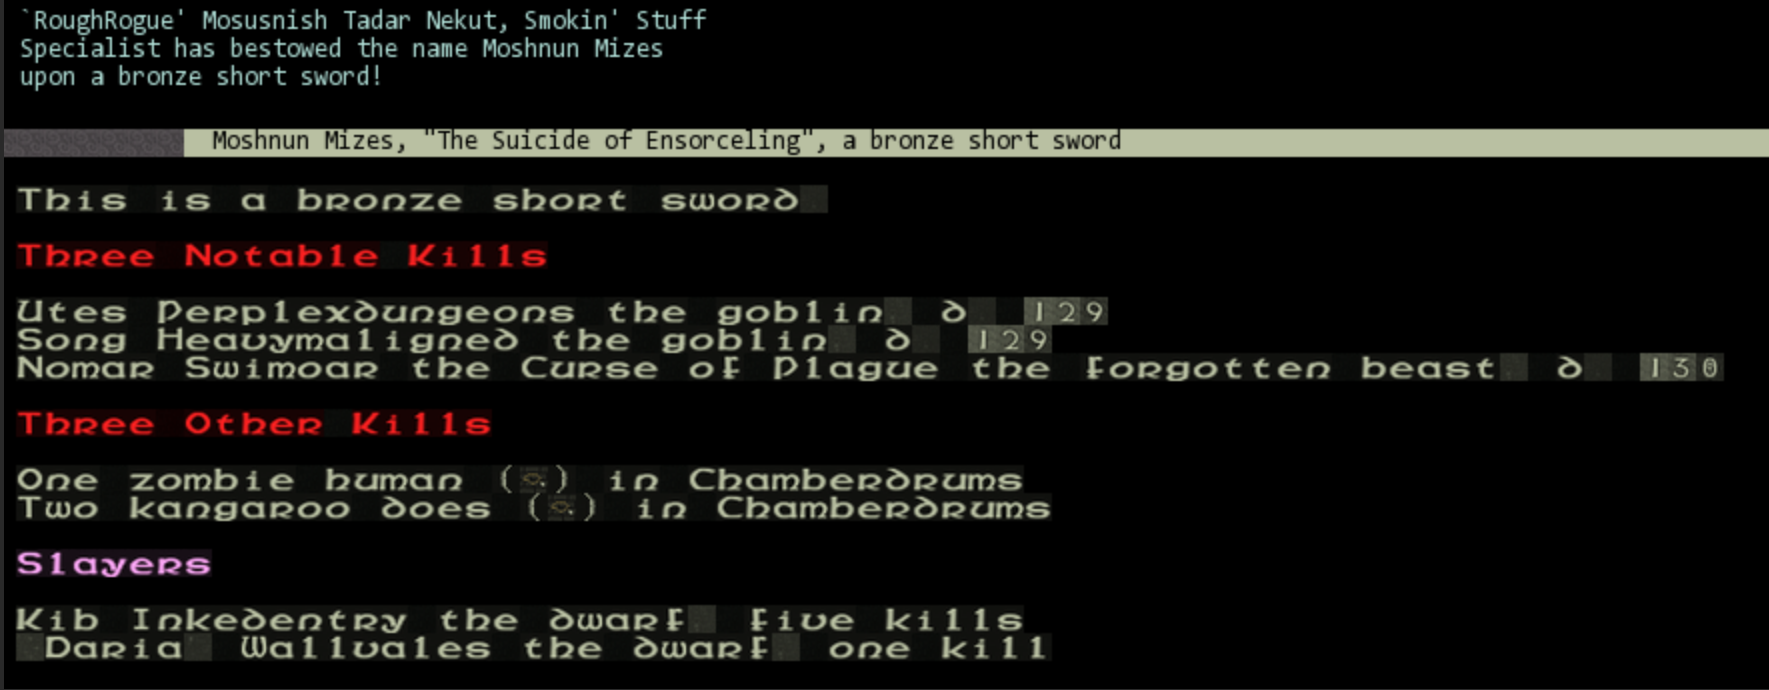 `RoughRogue' Mosusnish Tadar Nekut, Smokin' Stuff
Specialist has bestowed the name Moshnun Mizes
upon a bronze short sword!
Moshnun Mizes, "The Suicide of Ensorceling", a bronze short sword
This is a bronze short sword
Three Notable Kills
Utes Perplexdungeons the goblin d 129
Song Heavymaligned the goblin d 129
Nomar Swimoar the Curse of Plague the forgotten beast d 130
Three Other Kills
One zombie human ( ) in Chamberdrums
Two kangaroo does ( ) in Chamberdrums
Slayers
Kib Inkedentry the dwarf five kills
Daria Wallvales the dwarf one kill